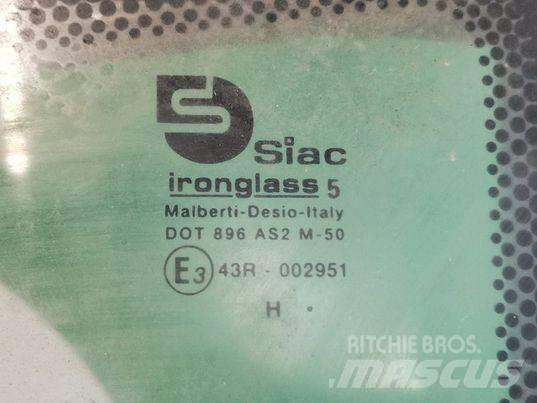 Siac
ironglass 5
Malberti-Desio-Italy
DOT 896 AS2 M-50
E3 43R - 002951
H .
RITCHIE BROS.
MASCUS